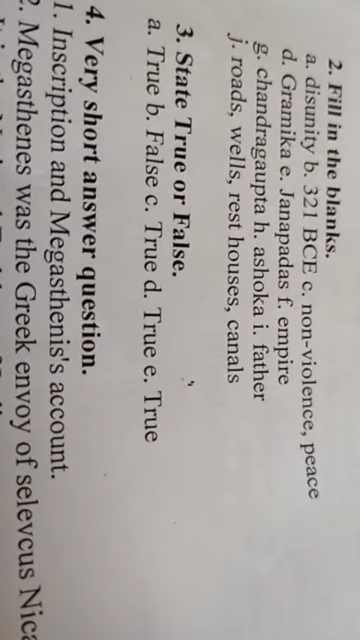 2. Fill in the blanks.
a. disunity b. 321 BCE c. non-violence, peace
d. Gramika e. Janapadas f. empire
g. chandragaupta h. ashoka i. father
j. roads, wells, rest houses, canals
3. State True or False.
a. True b. False c. True d. True e. True
4. Very short answer question.
1. Inscription and Megasthenis's account.
2. Megasthenes was the Greek envoy of selevcus Nica